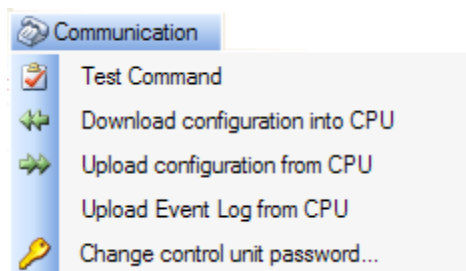 Communication
Test Command
Download configuration into CPU
Upload configuration from CPU
Upload Event Log from CPU
Change control unit password...